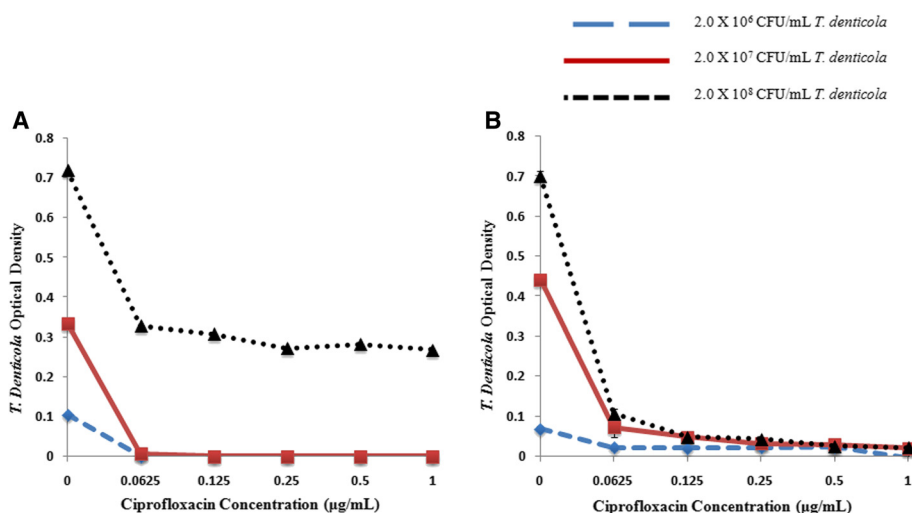 2.0 X 10⁶ CFU/mL T. denticola
2.0 X 10⁷ CFU/mL T. denticola
2.0 X 10⁸ CFU/mL T. denticola
A
0.8
0.7
0.6
0.5
0.4
0.3
0.2
0.1
0
T. Denticola Optical Density
0 0.0625 0.125 0.25 0.5 1
Ciprofloxacin Concentration (µg/mL)
B
0.8
0.7
0.6
0.5
0.4
0.3
0.2
0.1
0
T. Denticola Optical Density
0 0.0625 0.125 0.25 0.5 1
Ciprofloxacin Concentration (µg/mL)